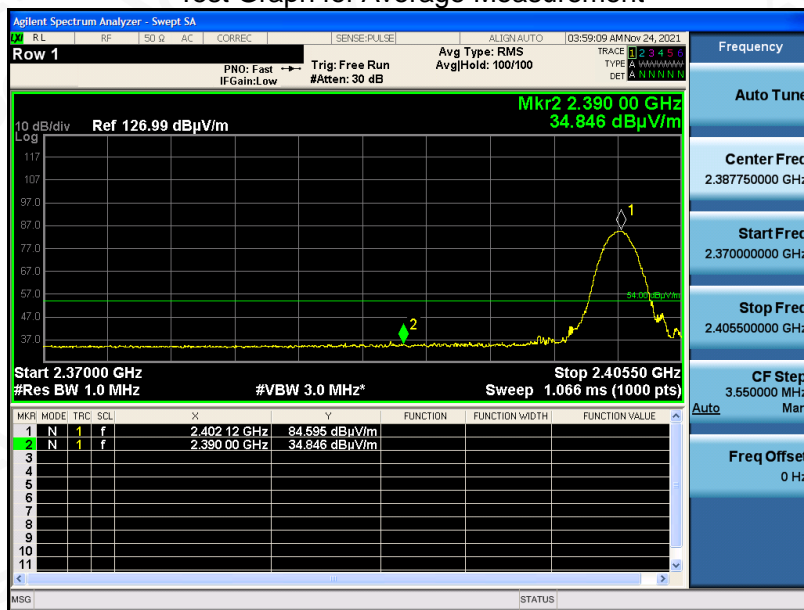 Test Graph for Average Measurement
Agilent Spectrum Analyzer - Swept SA
LXI RL RF 50 Ω AC CORREC SENSE:PULSE ALIGN AUTO 03:59:09 AM Nov 24, 2021
Row 1
PNO: Fast
IFGain:Low
Trig: Free Run
#Atten: 30 dB
Avg Type: RMS
Avg|Hold: 100/100
TRACE 1 2 3 4 5 6
TYPE A WWWWW
DET A N N N N N
Mkr2 2.390 00 GHz
34.846 dBµV/m
10 dB/div Ref 126.99 dBµV/m
Log
117
107
97.0
87.0
77.0
67.0
57.0
47.0
37.0
1
2
54.00 dBµV/m
Start 2.37000 GHz Stop 2.40550 GHz
#Res BW 1.0 MHz #VBW 3.0 MHz* Sweep 1.066 ms (1000 pts)
MKR MODE TRC SCL X Y FUNCTION FUNCTION WIDTH FUNCTION VALUE
1 N 1 f 2.402 12 GHz 84.595 dBµV/m
2 N 1 f 2.390 00 GHz 34.846 dBµV/m
3
4
5
6
7
8
9
10
11
MSG STATUS
Frequency
Auto Tune
Center Freq
2.387750000 GHz
Start Freq
2.370000000 GHz
Stop Freq
2.405500000 GHz
CF Step
3.550000 MHz
Auto Man
Freq Offset
0 Hz